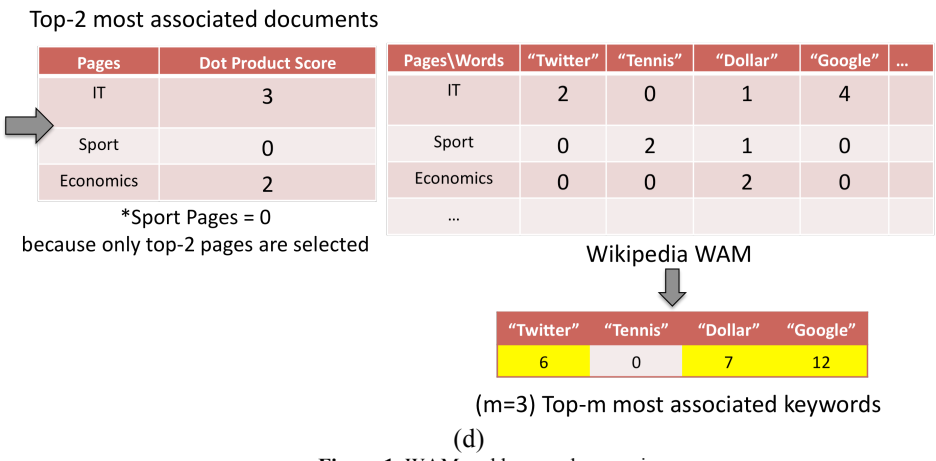 Top-2 most associated documents
Pages Dot Product Score
IT 3
Sport 0
Economics 2
*Sport Pages = 0
because only top-2 pages are selected
Pages\Words “Twitter” “Tennis” “Dollar” “Google” ...
IT 2 0 1 4
Sport 0 2 1 0
Economics 0 0 2 0
...
Wikipedia WAM
“Twitter” “Tennis” “Dollar” “Google”
6 0 7 12
(m=3) Top-m most associated keywords
(d)